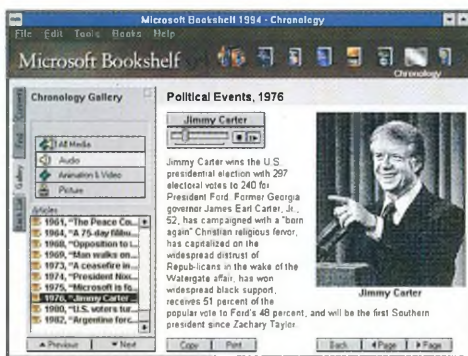 Microsoft Bookshelf 1994 - Chronology
File Edit Tools Books Help
Microsoft Bookshelf
Chronology
Contents
Find
Gallery
Back List
Chronology Gallery
All Media
Audio
Animation & Video
Picture
Articles
1961, "The Peace Co...
1964, "A 75-day filibu...
1968, "Opposition to t...
1969, "Man walks on...
1973, "A ceasefire in...
1974, "President Nixo...
1975, "Microsoft is fo...
1976, "Jimmy Carter...
1980, "U.S. voters tur...
1982, "Argentine forc...
Previous Next
Political Events, 1976
Jimmy Carter
Jimmy Carter wins the U.S.
presidential election with 297
electoral votes to 240 for
President Ford. Former Georgia
governor James Earl Carter, Jr.,
52, has campaigned with a "born
again" Christian religious fervor,
has capitalized on the
widespread distrust of
Repub-licans in the wake of the
Watergate affair, has won
widespread black support,
receives 51 percent of the
popular vote to Ford's 48 percent, and will be the first Southern
president since Zachary Taylor.
Jimmy Carter
Copy Print Back Page Page